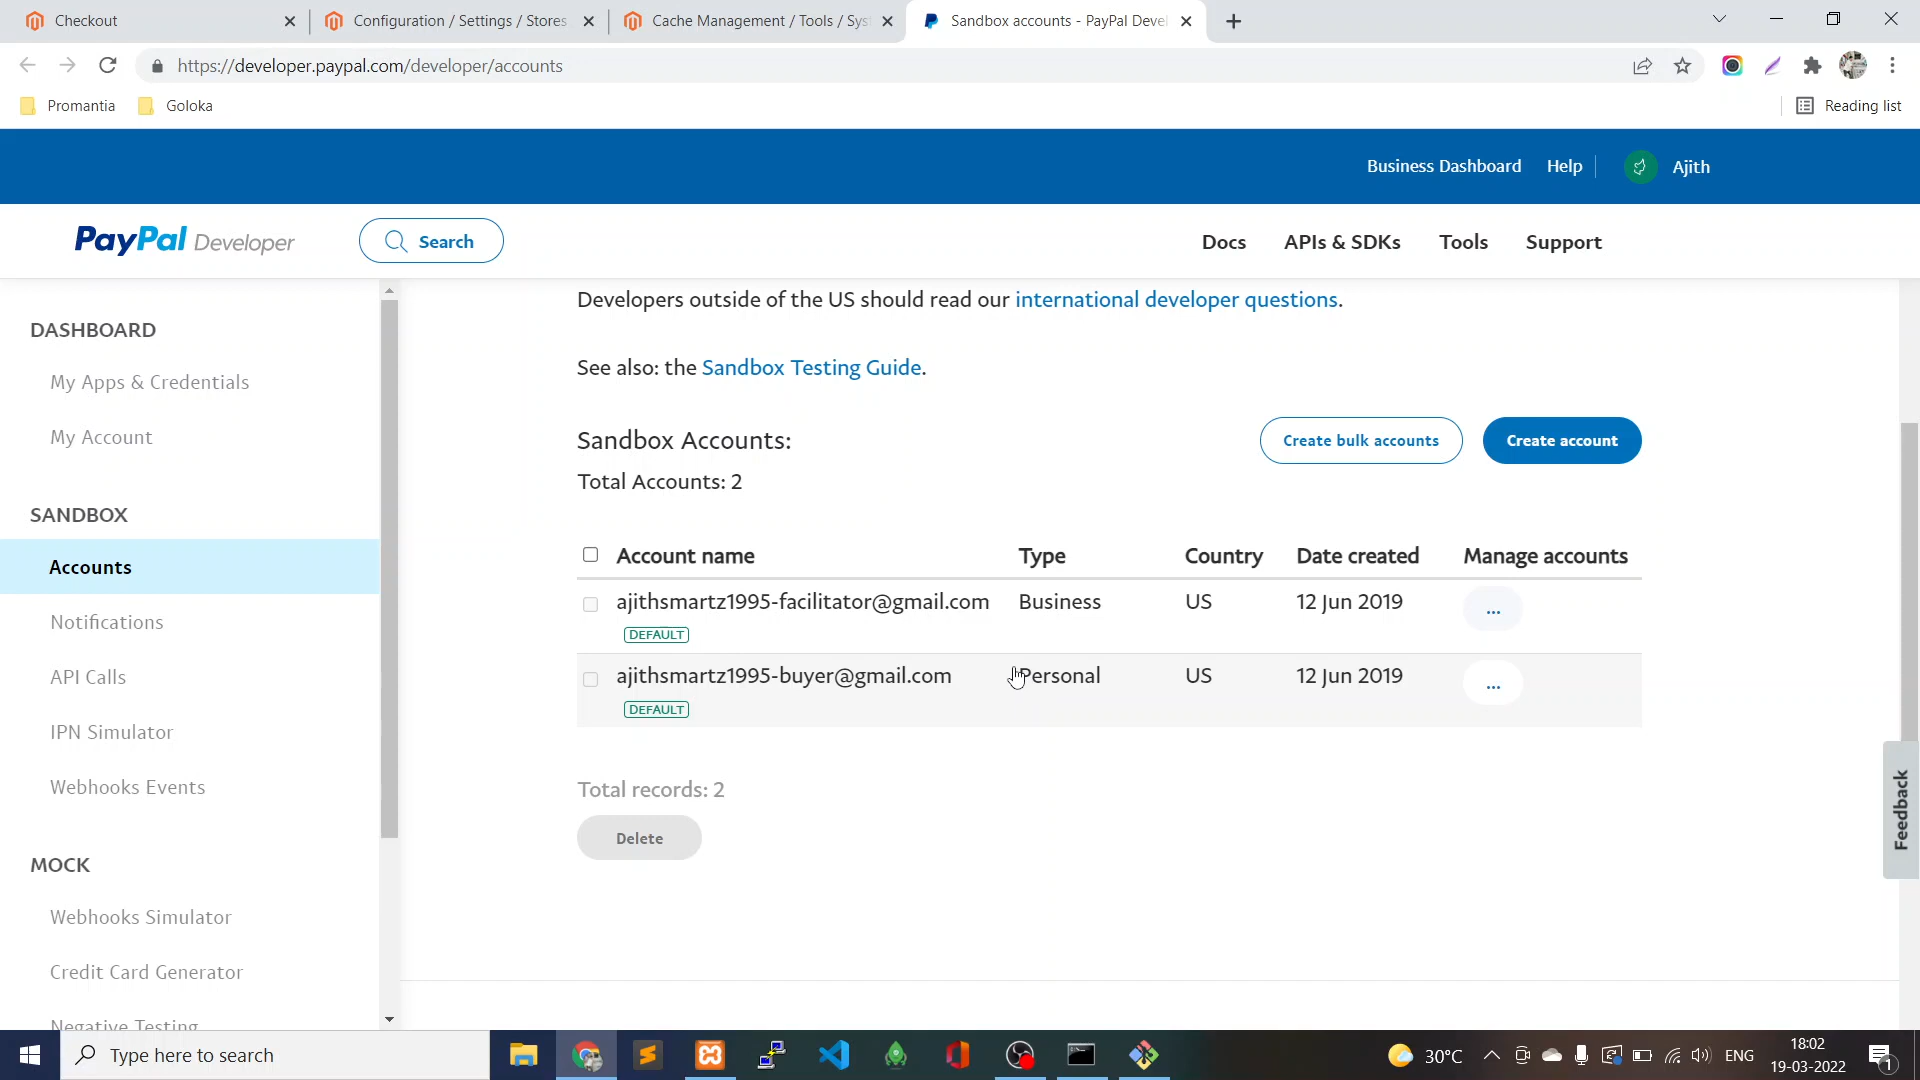 Checkout
Configuration / Settings / Stores
Cache Management / Tools / Sys
Sandbox accounts - PayPal Devel
https://developer.paypal.com/developer/accounts
Promantia
Goloka
Reading list
Business Dashboard
Help
Ajith
PayPal Developer
Search
Docs
APIs & SDKs
Tools
Support
DASHBOARD
My Apps & Credentials
My Account
SANDBOX
Accounts
Notifications
API Calls
IPN Simulator
Webhooks Events
MOCK
Webhooks Simulator
Credit Card Generator
Negative Testing
Developers outside of the US should read our international developer questions.
See also: the Sandbox Testing Guide.
Sandbox Accounts:
Create bulk accounts
Create account
Total Accounts: 2
Account name Type Country Date created Manage accounts
ajithsmartz1995-facilitator@gmail.com Business US 12 Jun 2019 ...
DEFAULT
ajithsmartz1995-buyer@gmail.com Personal US 12 Jun 2019 ...
DEFAULT
Total records: 2
Delete
Feedback
Type here to search
30°C
ENG
18:02
19-03-2022
1